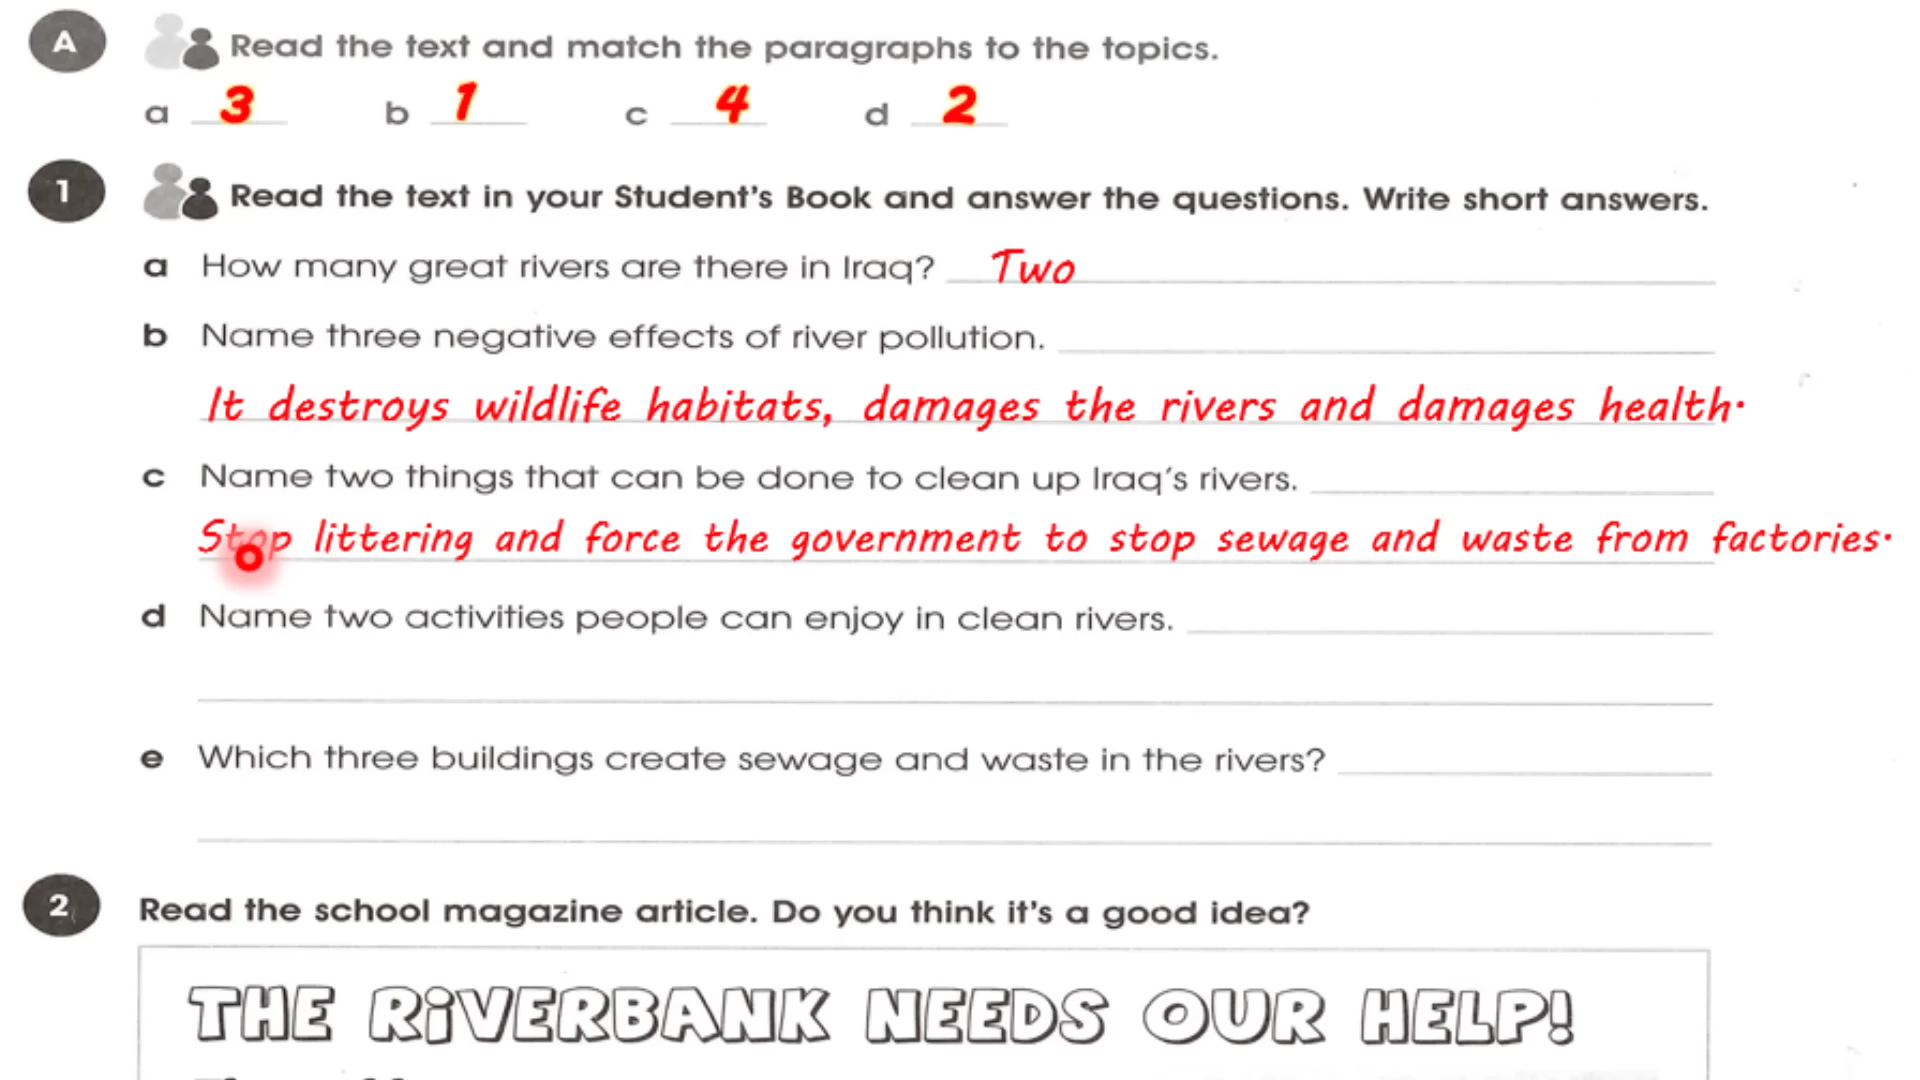 A Read the text and match the paragraphs to the topics.
a 3 b 1 c 4 d 2
1 Read the text in your Student's Book and answer the questions. Write short answers.
a How many great rivers are there in Iraq? Two
b Name three negative effects of river pollution.
It destroys wildlife habitats, damages the rivers and damages health.
c Name two things that can be done to clean up Iraq's rivers.
Stop littering and force the government to stop sewage and waste from factories.
d Name two activities people can enjoy in clean rivers.
e Which three buildings create sewage and waste in the rivers?
2 Read the school magazine article. Do you think it's a good idea?
THE RIVERBANK NEEDS OUR HELP!